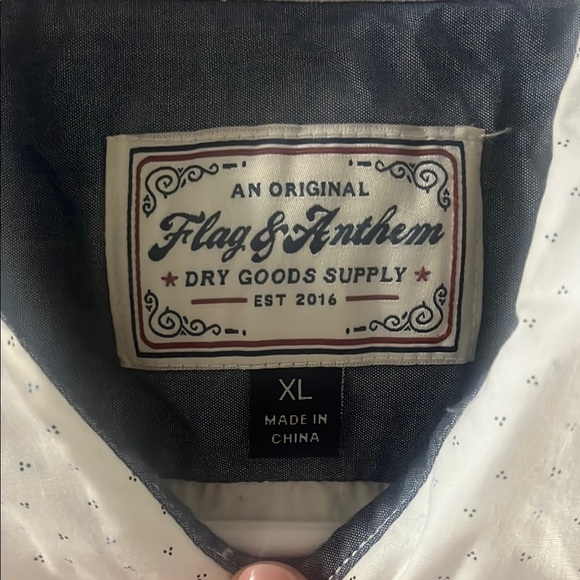 AN ORIGINAL
Flag & Anthem
DRY GOODS SUPPLY
EST 2016
XL
MADE IN
CHINA